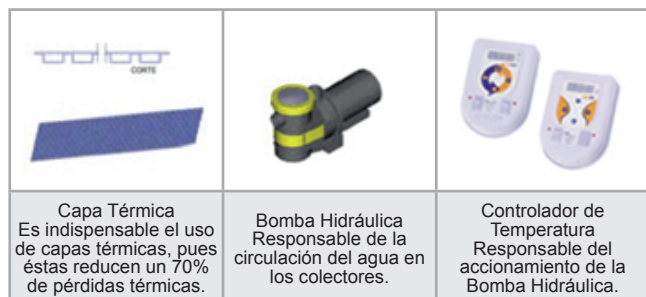 CORTE
Capa Térmica
Es indispensable el uso
de capas térmicas, pues
éstas reducen un 70%
de pérdidas térmicas.
Bomba Hidráulica
Responsable de la
circulación del agua en
los colectores.
Controlador de
Temperatura
Responsable del
accionamiento de la
Bomba Hidráulica.